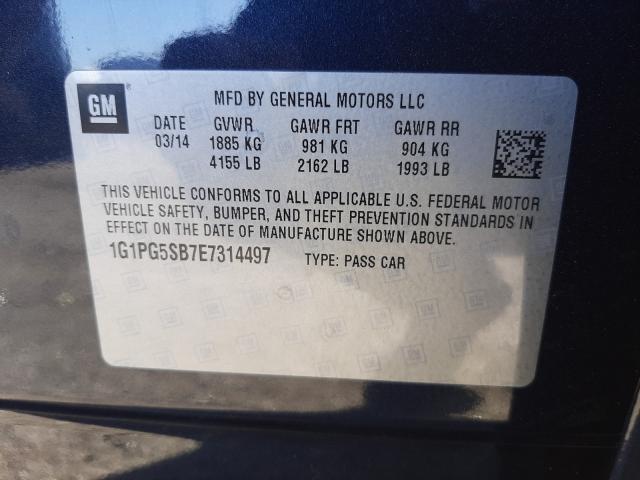 GM
MFD BY GENERAL MOTORS LLC
DATE GVWR GAWR FRT GAWR RR
03/14 1885 KG 981 KG 904 KG
4155 LB 2162 LB 1993 LB
THIS VEHICLE CONFORMS TO ALL APPLICABLE U.S. FEDERAL MOTOR
VEHICLE SAFETY, BUMPER, AND THEFT PREVENTION STANDARDS IN
EFFECT ON THE DATE OF MANUFACTURE SHOWN ABOVE.
1G1PG5SB7E7314497 TYPE: PASS CAR